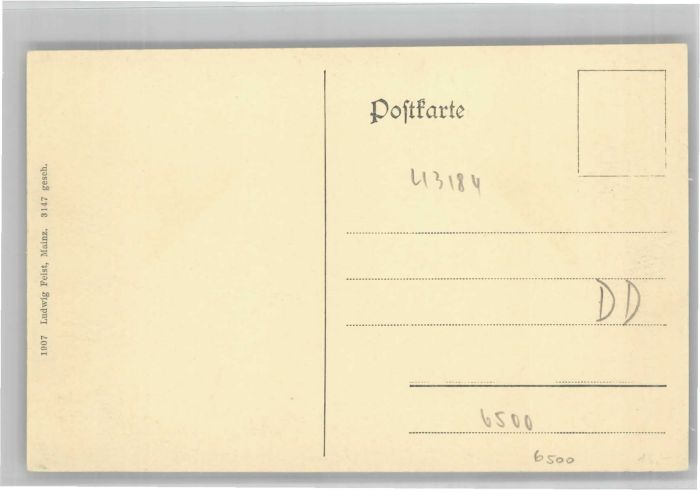 1907 Ludwig Feist, Mainz. 3147 gesch.
Poſtkarte
43184
DD
6500
6500